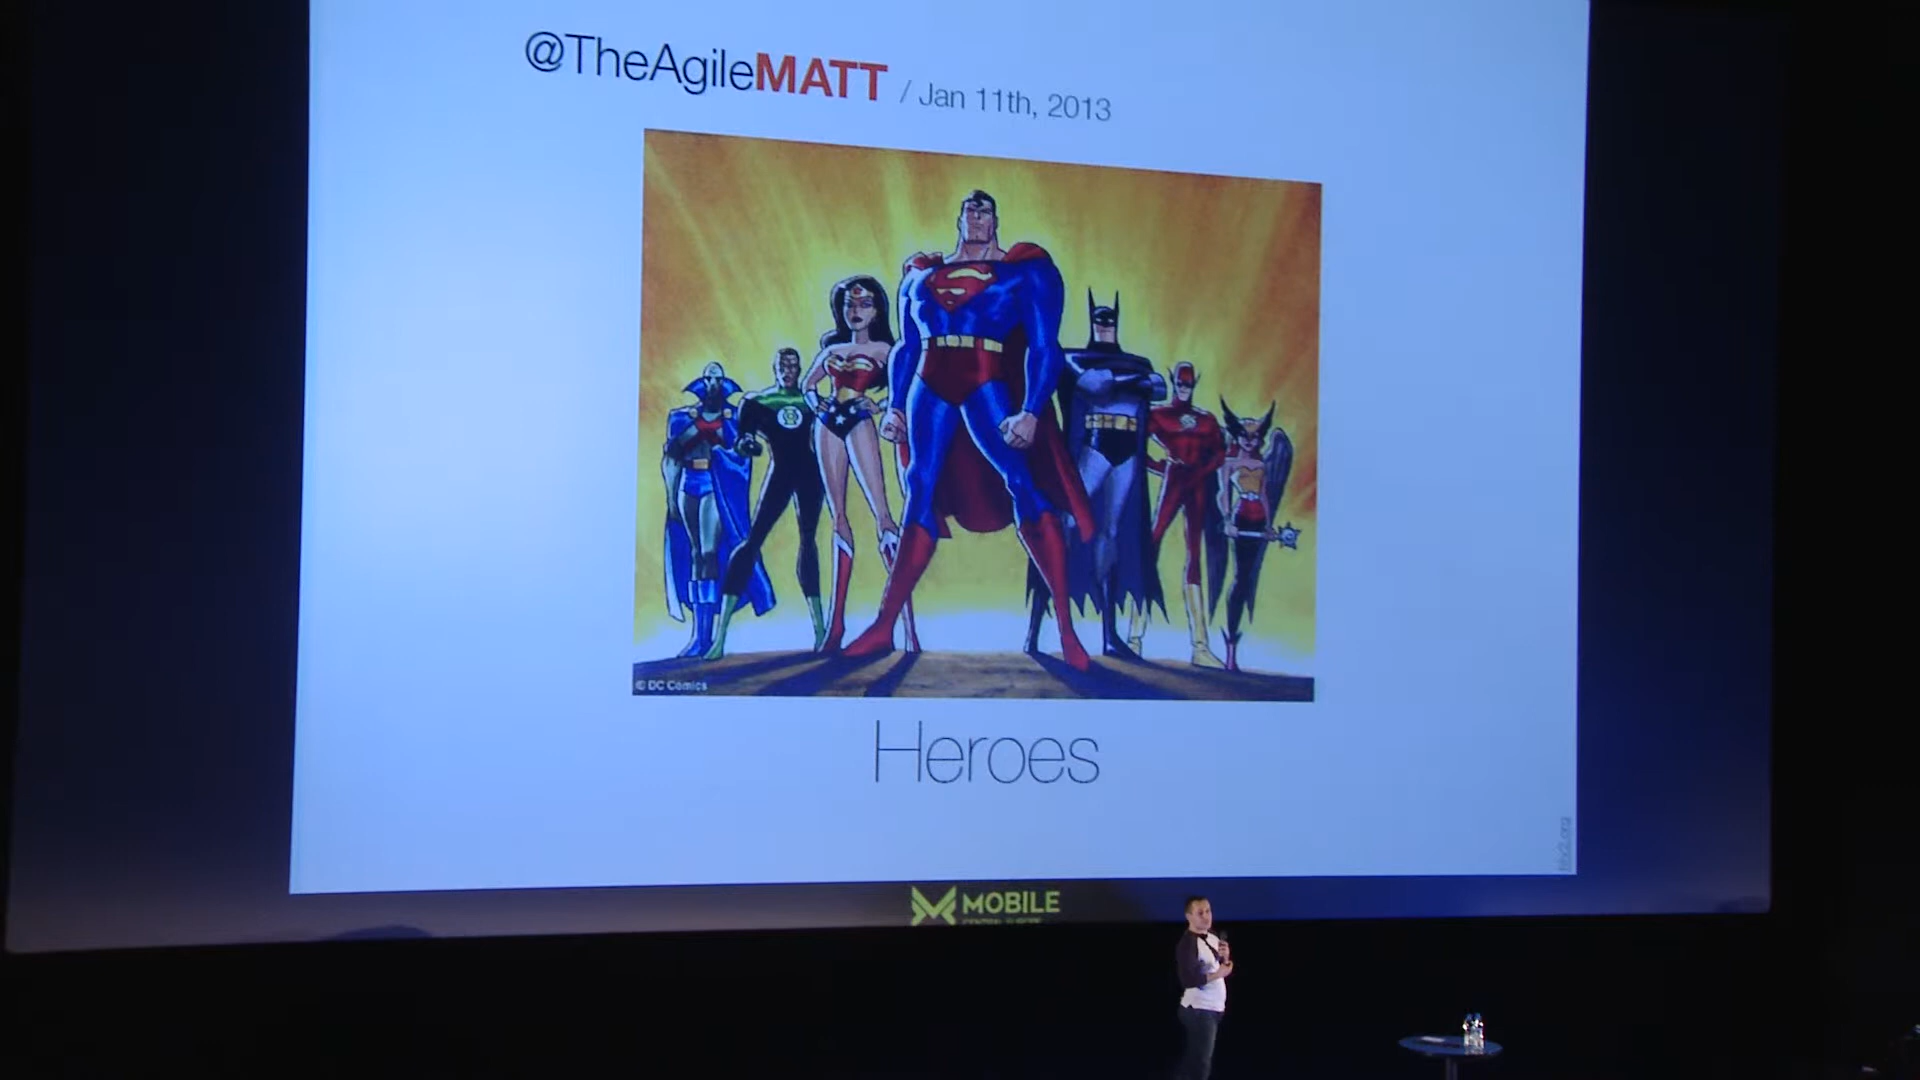 @TheAgileMATT / Jan 11th, 2013
© DC Comics
Heroes
MOBILE